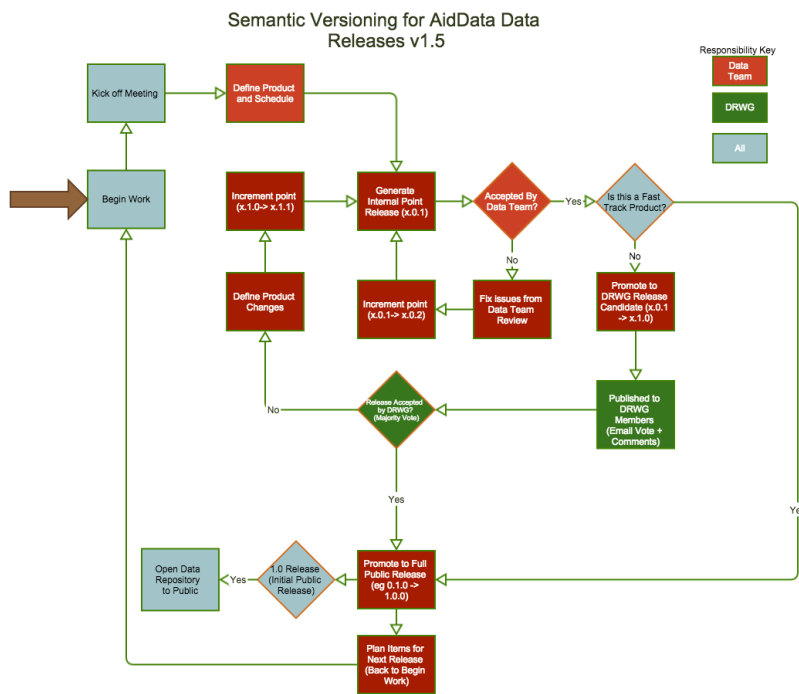 Semantic Versioning for AidData Data
Releases v1.5
Responsibility Key
Data
Team
DRWG
All
Kick off Meeting
Define Product
and Schedule
Begin Work
Increment point
(x.1.0-> x.1.1)
Generate
Internal Point
Release (x.0.1)
Accepted By
Data Team?
Yes
Is this a Fast
Track Product?
No
No
Define Product
Changes
Increment point
(x.0.1-> x.0.2)
Fix issues from
Data Team
Review
Promote to
DRWG Release
Candidate (x.0.1
-> x.1.0)
Release Accepted
by DRWG?
(Majority Vote)
No
Published to
DRWG
Members
(Email Vote +
Comments)
Yes
Ye
Open Data
Repository
to Public
Yes
1.0 Release
(Initial Public
Release)
Promote to Full
Public Release
(eg 0.1.0 ->
1.0.0)
Plan Items for
Next Release
(Back to Begin
Work)